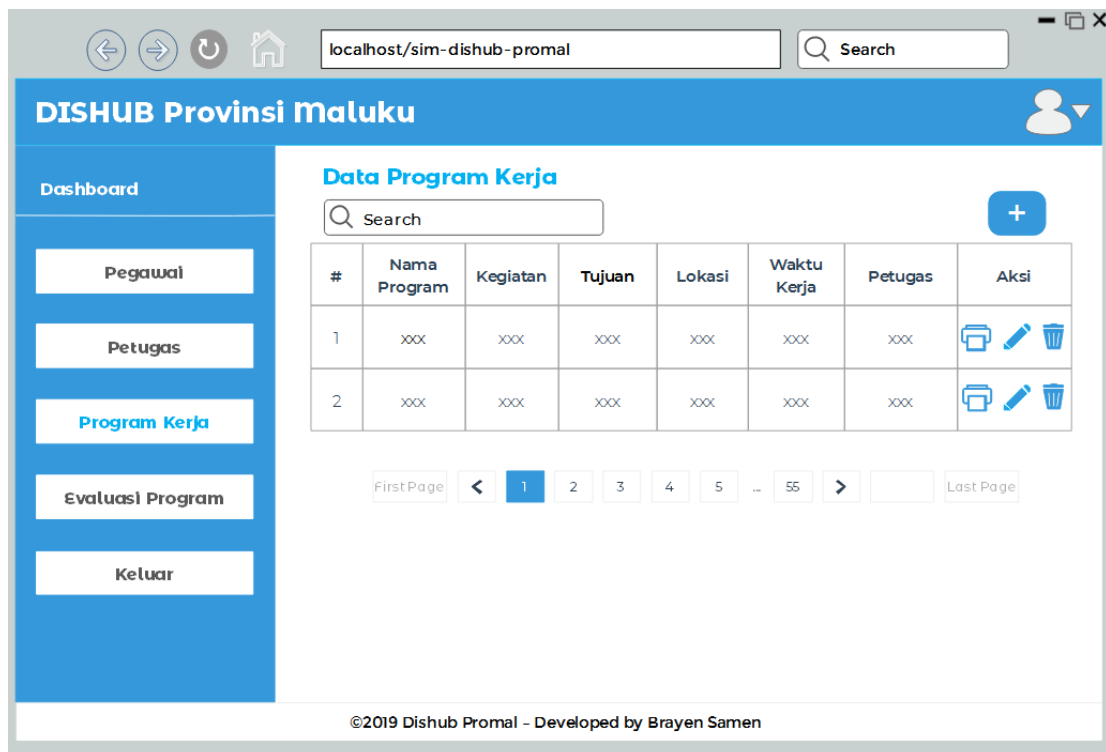 localhost/sim-dishub-promal
Search
DISHUB Provinsi Maluku
Dashboard
Pegawai
Petugas
Program Kerja
Evaluasi Program
Keluar
Data Program Kerja
Search
+
# Nama Program Kegiatan Tujuan Lokasi Waktu Kerja Petugas Aksi
1 xxx xxx xxx xxx xxx xxx
2 xxx xxx xxx xxx xxx xxx
First Page 1 2 3 4 5 ... 55 Last Page
©2019 Dishub Promal – Developed by Brayen Samen